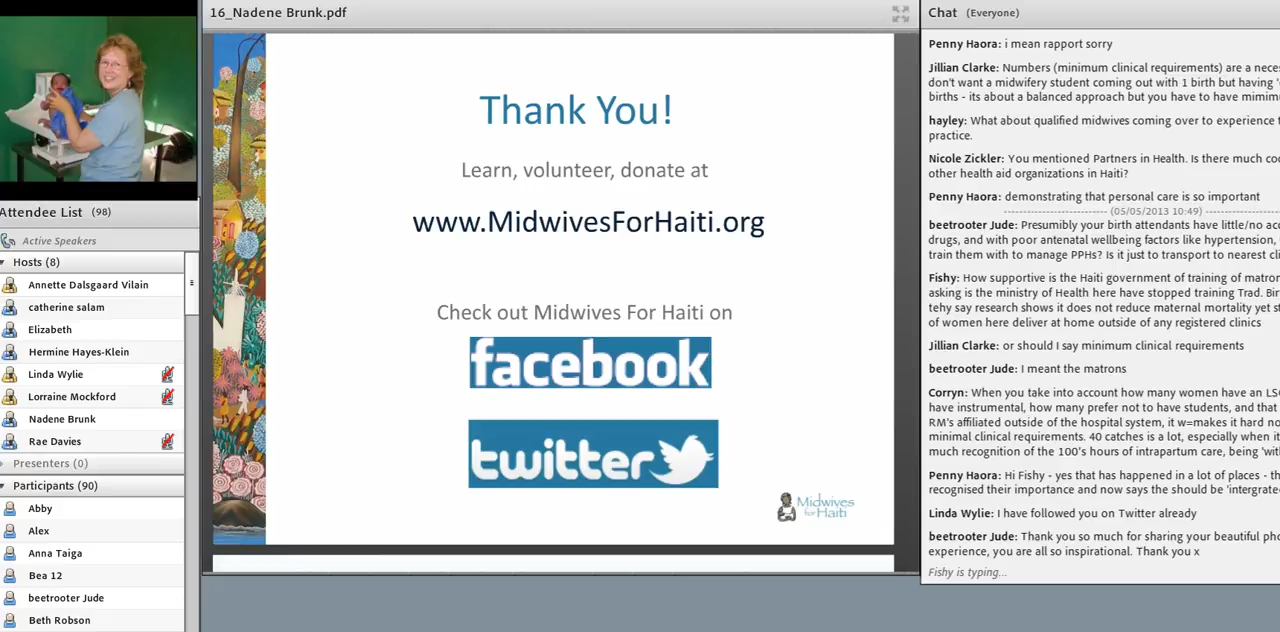 16_Nadene Brunk.pdf
Thank You!
Learn, volunteer, donate at
www.MidwivesForHaiti.org
Check out Midwives For Haiti on
facebook
twitter
Midwives
for Haiti
Attendee List (98)
Active Speakers
Hosts (8)
Annette Dalsgaard Vilain
catherine salam
Elizabeth
Hermine Hayes-Klein
Linda Wylie
Lorraine Mockford
Nadene Brunk
Rae Davies
Presenters (0)
Participants (90)
Abby
Alex
Anna Taiga
Bea 12
beetrooter Jude
Beth Robson
Chat (Everyone)
Penny Haora: i mean rapport sorry
Jillian Clarke: Numbers (minimum clinical requirements) are a
don't want a midwifery student coming out with 1 birth but having
births - its about a balanced approach but you have to have
hayley: What about qualified midwives coming over to experience
practice.
Nicole Zickler: You mentioned Partners in Health. Is there much
other health aid organizations in Haiti?
Penny Haora: demonstrating that personal care is so important
(05/05/2013 10:49)
beetrooter Jude: Presumably your birth attendants have little/no
drugs, and with poor antenatal wellbeing factors like hypertension,
train them with to manage PPHs? Is it just to transport to nearest
Fishy: How supportive is the Haiti government of training of
asking is the ministry of Health here have stopped training Trad.
tehy say research shows it does not reduce maternal mortality yet
of women here deliver at home outside of any registered clinics
Jillian Clarke: or should I say minimum clinical requirements
beetrooter Jude: I meant the matrons
Corryn: When you take into account how many women have an
have instrumental, how many prefer not to have students, and that
RM's affiliated outside of the hospital system, it w=makes it hard
minimal clinical requirements. 40 catches is a lot, especially when
much recognition of the 100's hours of intrapartum care, being
Penny Haora: Hi Fishy - yes that has happened in a lot of places -
recognised their importance and now says the should be
Linda Wylie: I have followed you on Twitter already
beetrooter Jude: Thank you so much for sharing your beautiful
experience, you are all so inspirational. Thank you x
Fishy is typing...